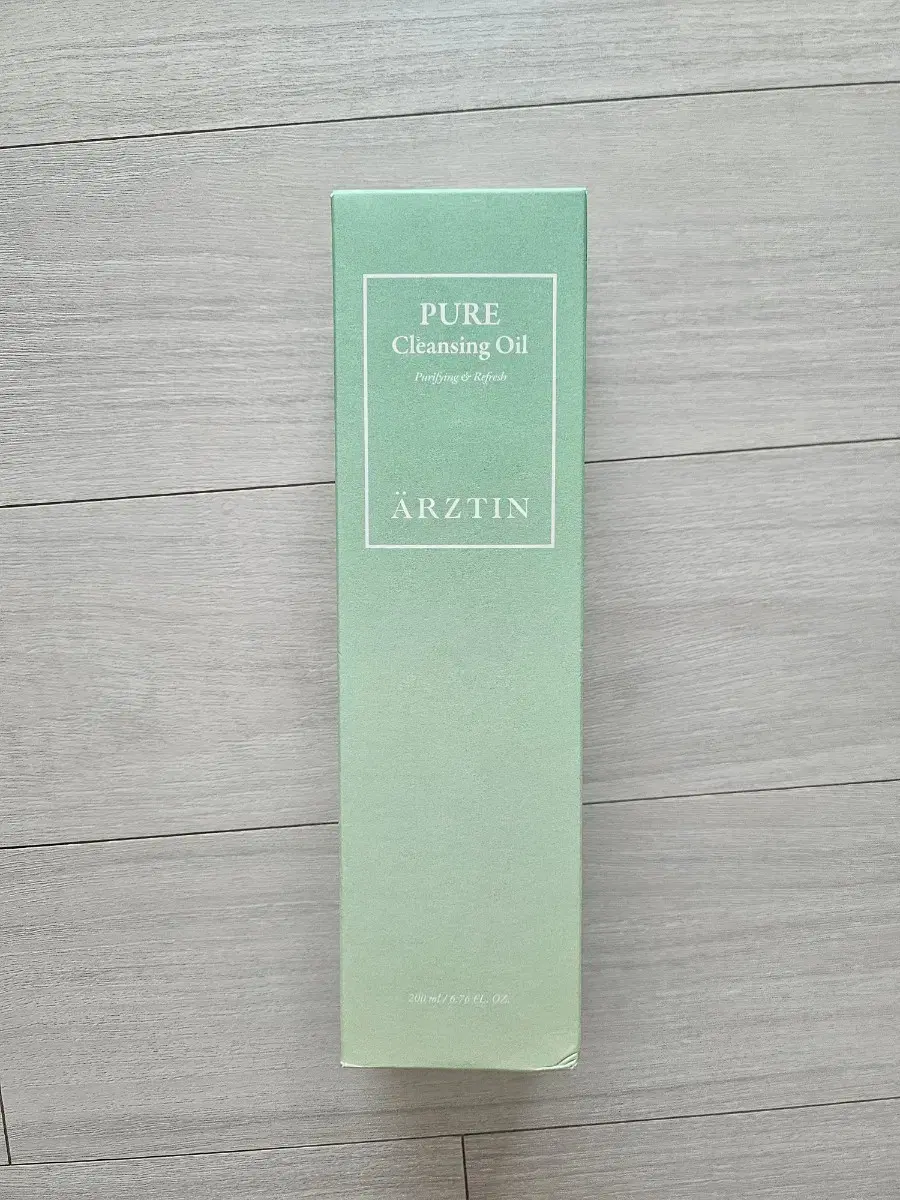 PURE
Cleansing Oil
Purifying & Refresh
ÄRZTIN
200 ml / 6.76 FL. OZ.